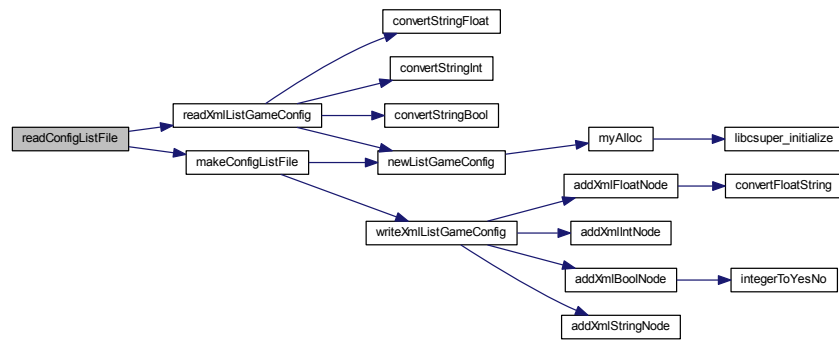 convertStringFloat
convertStringInt
readXmlListGameConfig
convertStringBool
readConfigListFile
myAlloc
libcsuper_initialize
makeConfigListFile
newListGameConfig
addXmlFloatNode
convertFloatString
writeXmlListGameConfig
addXmlIntNode
addXmlBoolNode
integerToYesNo
addXmlStringNode